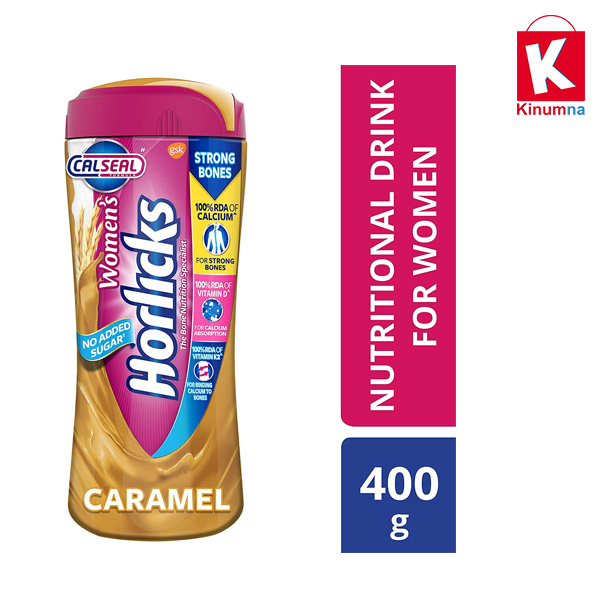 K
Kinumna
CALSEAL
FORMULA
#
gsk
Women's
Horlicks
The Bone Nutrition Specialist
STRONG
BONES
100% RDA OF
CALCIUM^
FOR STRONG
BONES
100% RDA OF
VITAMIN D^
FOR CALCIUM
ABSORPTION
100% RDA OF
VITAMIN K2^
FOR BINDING
CALCIUM TO
BONES
NO ADDED
SUGAR
CARAMEL
NUTRITIONAL DRINK
FOR WOMEN
400
g